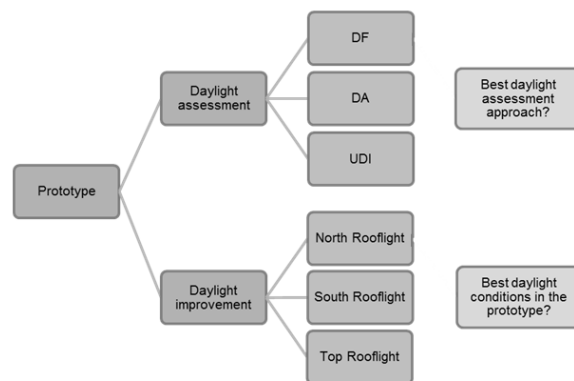 Prototype
Daylight
assessment
DF
DA
UDI
Best daylight
assessment
approach?
Daylight
improvement
North Rooflight
South Rooflight
Top Rooflight
Best daylight
conditions in the
prototype?